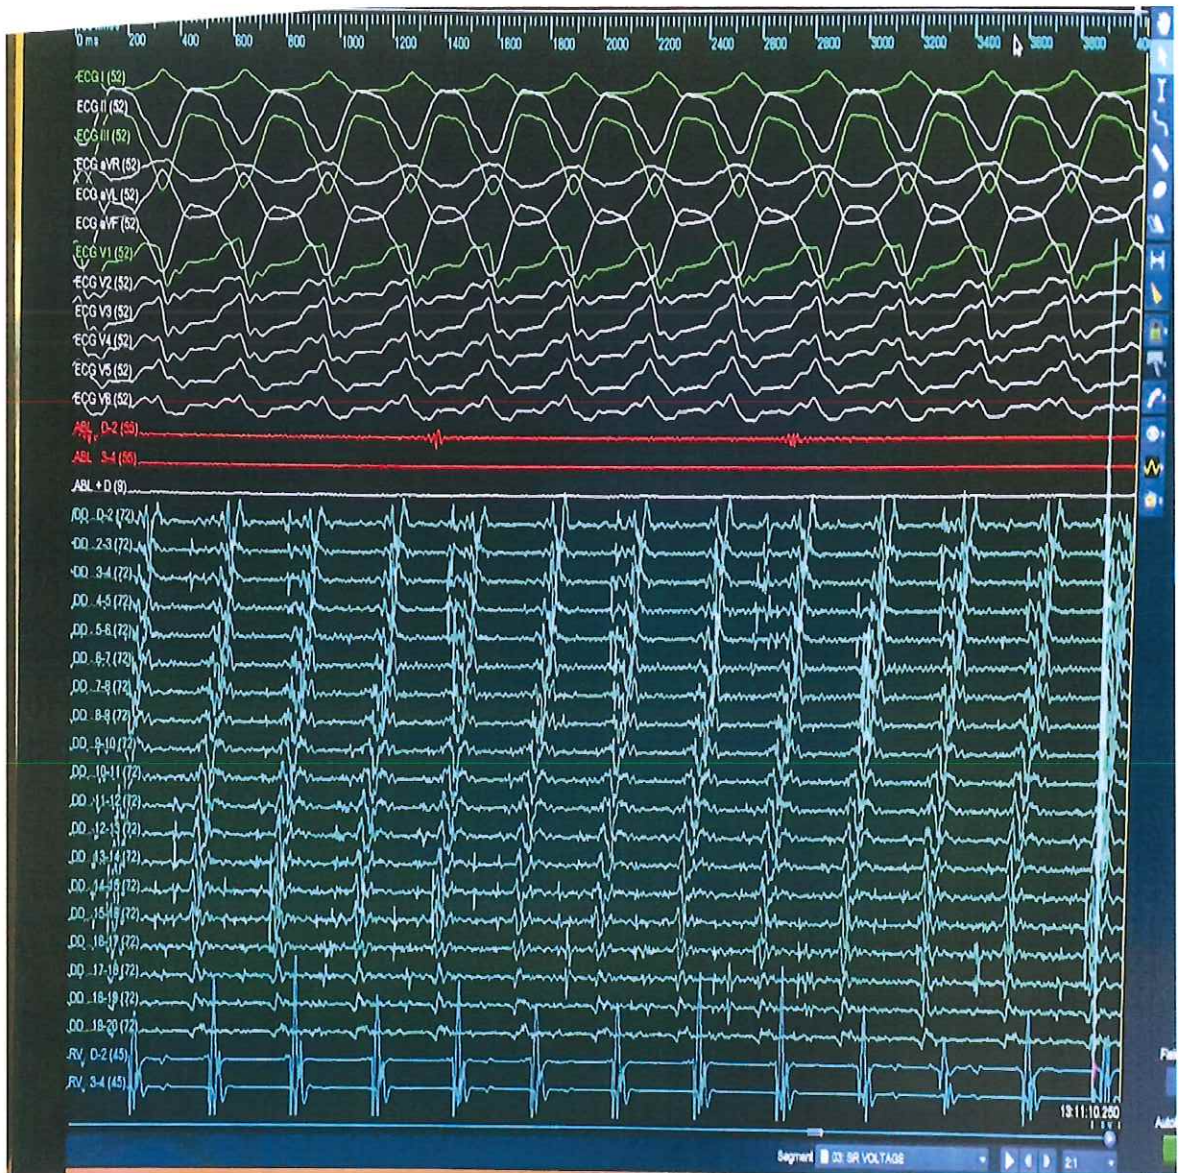 0 ms 200 400 600 800 1000 1200 1400 1600 1800 2000 2200 2400 2600 2800 3000 3200 3400 3600 3800
ECG I (52)
ECG II (52)
ECG III (52)
ECG aVR (52)
ECG aVL (52)
ECG aVF (52)
ECG V1 (52)
ECG V2 (52)
ECG V3 (52)
ECG V4 (52)
ECG V5 (52)
ECG V6 (52)
ABL D-2 (55)
ABL 3-4 (55)
ABL + D (9)
DD D-2 (72)
DD 2-3 (72)
DD 3-4 (72)
DD 4-5 (72)
DD 5-6 (72)
DD 6-7 (72)
DD 7-8 (72)
DD 8-9 (72)
DD 9-10 (72)
DD 10-11 (72)
DD 11-12 (72)
DD 12-13 (72)
DD 13-14 (72)
DD 14-15 (72)
DD 15-16 (72)
DD 16-17 (72)
DD 17-18 (72)
DD 18-19 (72)
DD 19-20 (72)
RV D-2 (45)
RV 3-4 (45)
13:11:10.250
Segment 03: SR VOLTAGE 2:1